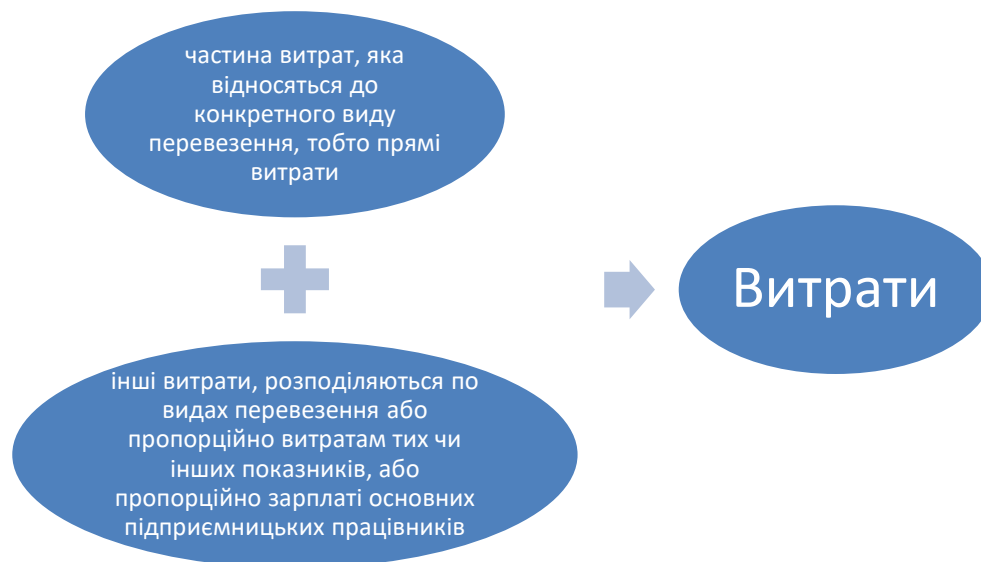 частина витрат, яка
відносяться до
конкретного виду
перевезення, тобто прямі
витрати
інші витрати, розподіляються по
видах перевезення або
пропорційно витратам тих чи
інших показників, або
пропорційно зарплаті основних
підприємницьких працівників
Витрати